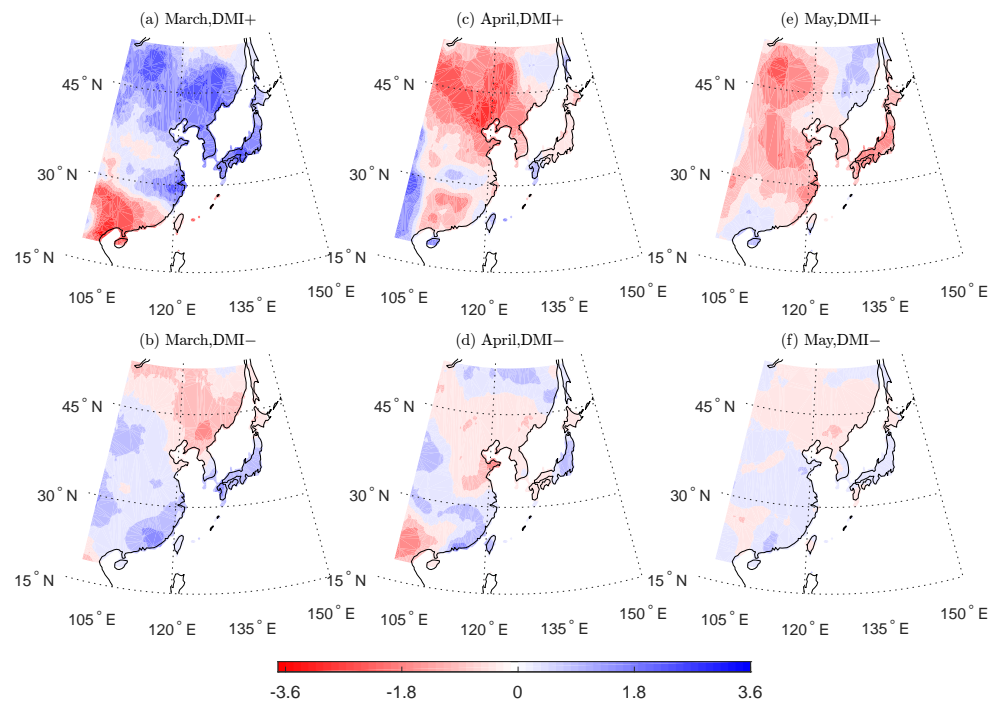 (a) March,DMI+
(c) April,DMI+
(e) May,DMI+
45° N
45° N
45° N
30° N
30° N
30° N
15° N
15° N
15° N
105° E
120° E
135° E
150° E
105° E
120° E
135° E
150° E
105° E
120° E
135° E
150° E
(b) March,DMI−
(d) April,DMI−
(f) May,DMI−
45° N
45° N
45° N
30° N
30° N
30° N
15° N
15° N
15° N
105° E
120° E
135° E
150° E
105° E
120° E
135° E
150° E
105° E
120° E
135° E
150° E
-3.6
-1.8
0
1.8
3.6